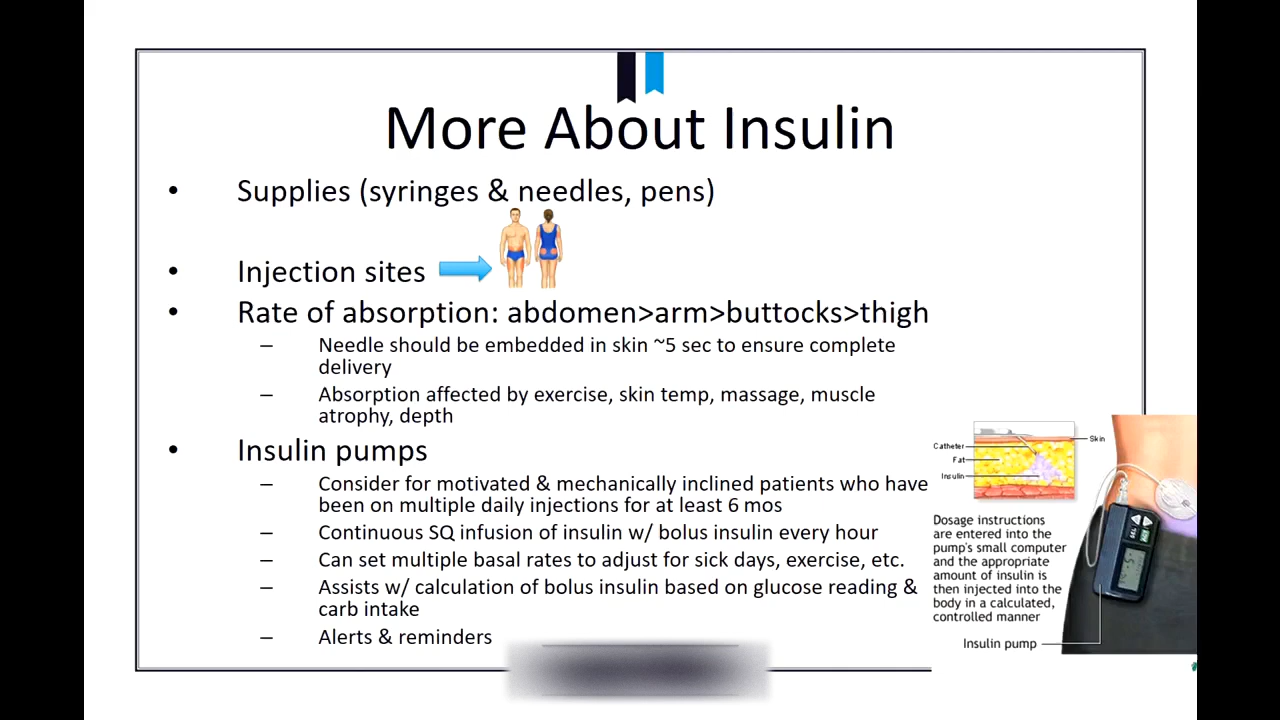 More About Insulin
• Supplies (syringes & needles, pens)
• Injection sites
• Rate of absorption: abdomen>arm>buttocks>thigh
– Needle should be embedded in skin ~5 sec to ensure complete
delivery
– Absorption affected by exercise, skin temp, massage, muscle
atrophy, depth
• Insulin pumps
– Consider for motivated & mechanically inclined patients who have
been on multiple daily injections for at least 6 mos
– Continuous SQ infusion of insulin w/ bolus insulin every hour
– Can set multiple basal rates to adjust for sick days, exercise, etc.
– Assists w/ calculation of bolus insulin based on glucose reading &
carb intake
– Alerts & reminders
Catheter
Skin
Fat
Insulin
Dosage instructions
are entered into the
pump's small computer
and the appropriate
amount of insulin is
then injected into the
body in a calculated,
controlled manner
Insulin pump